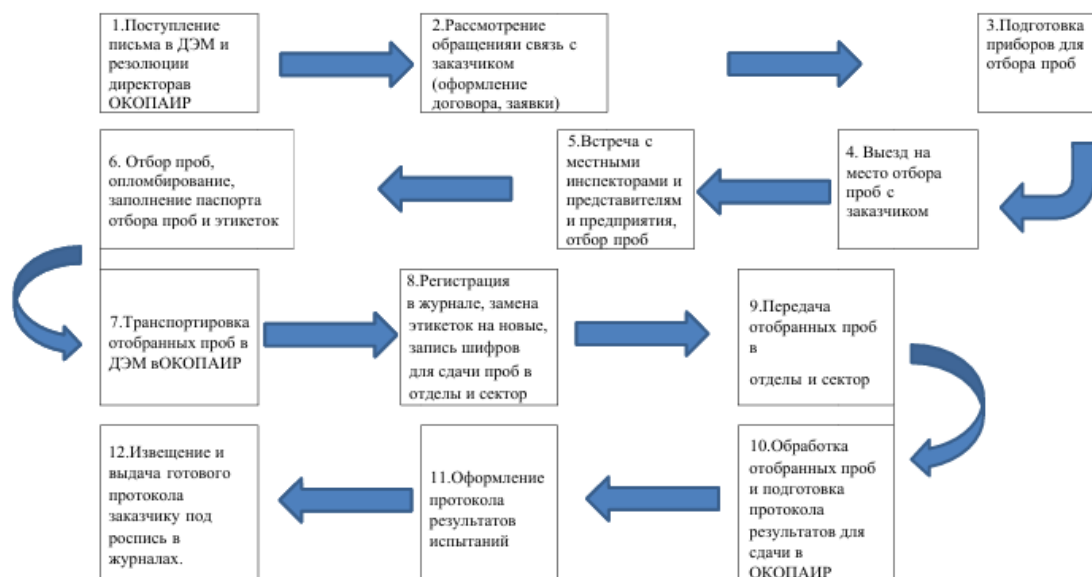 1.Поступление
письма в ДЭМ и
резолюции
директорав
ОКОПАИР
2.Рассмотрение
обращенияи связь с
заказчиком
(оформление
договора, заявки)
3.Подготовка
приборов для
отбора проб
4. Выезд на
место отбора
проб с
заказчиком
5.Встреча с
местными
инспекторами и
представителям
и предприятия,
отбор проб
6. Отбор проб,
опломбирование,
заполнение паспорта
отбора проб и этикеток
7.Транспортировка
отобранных проб в
ДЭМ вОКОПАИР
8.Регистрация
в журнале, замена
этикеток на новые,
запись шифров
для сдачи проб в
отделы и сектор
9.Передача
отобранных проб
в
отделы и сектор
10.Обработка
отобранных проб
и подготовка
протокола
результатов для
сдачи в
ОКОПАИР
11.Оформление
протокола
результатов
испытаний
12.Извещение и
выдача готового
протокола
заказчику под
роспись в
журналах.